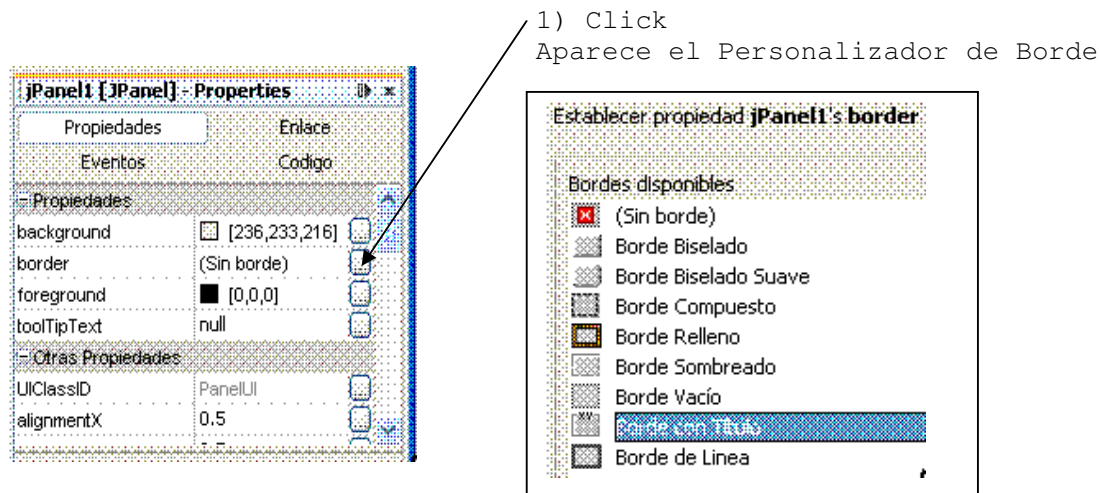 1) Click
Aparece el Personalizador de Borde
jPanel1 [JPanel] - Properties
Propiedades Enlace
Eventos Codigo
Propiedades
background [236,233,216] ...
border (Sin borde) ...
foreground [0,0,0] ...
toolTipText null ...
Otras Propiedades
UIClassID PanelUI ...
alignmentX 0.5 ...
Establecer propiedad jPanel1's border
Bordes disponibles
(Sin borde)
Borde Biselado
Borde Biselado Suave
Borde Compuesto
Borde Relleno
Borde Sombreado
Borde Vacío
Borde con Título
Borde de Linea